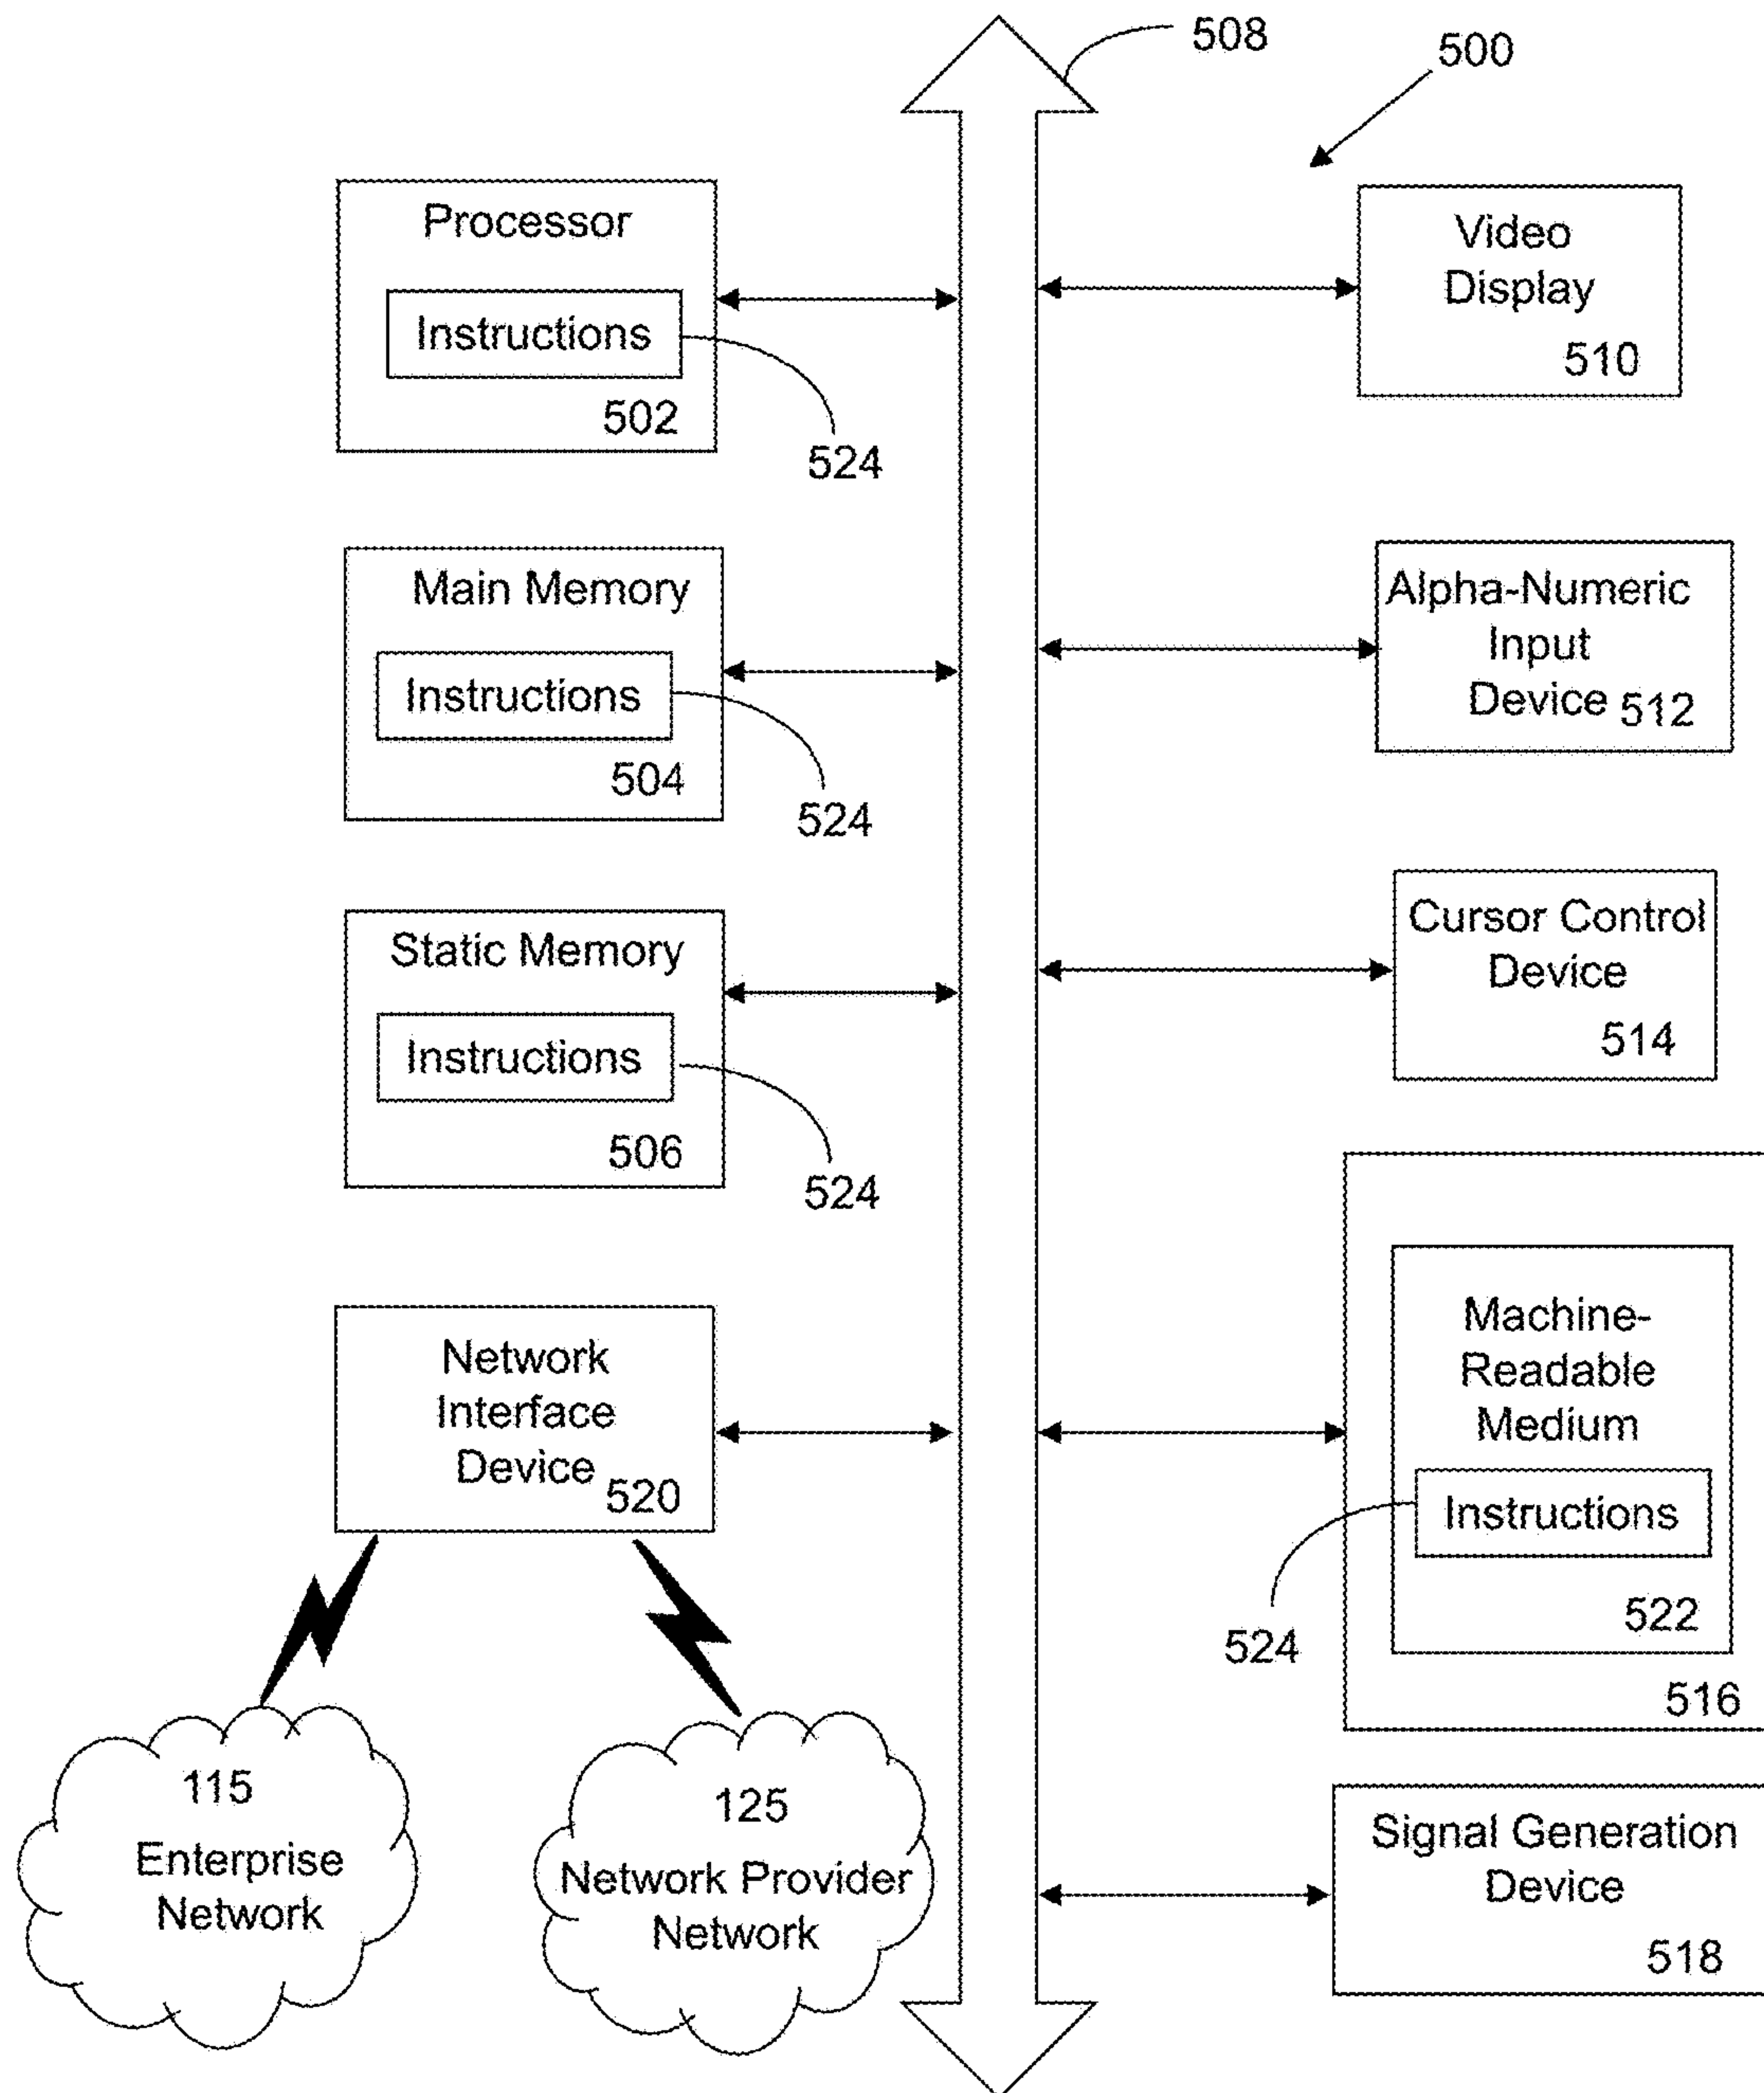 508
500
Processor
Instructions
502
524
Video
Display
510
Main Memory
Instructions
504
524
Alpha-Numeric
Input
Device 512
Static Memory
Instructions
506
524
Cursor Control
Device
514
Network
Interface
Device 520
Machine-
Readable
Medium
Instructions
522
524
516
115
Enterprise
Network
125
Network Provider
Network
Signal Generation
Device
518